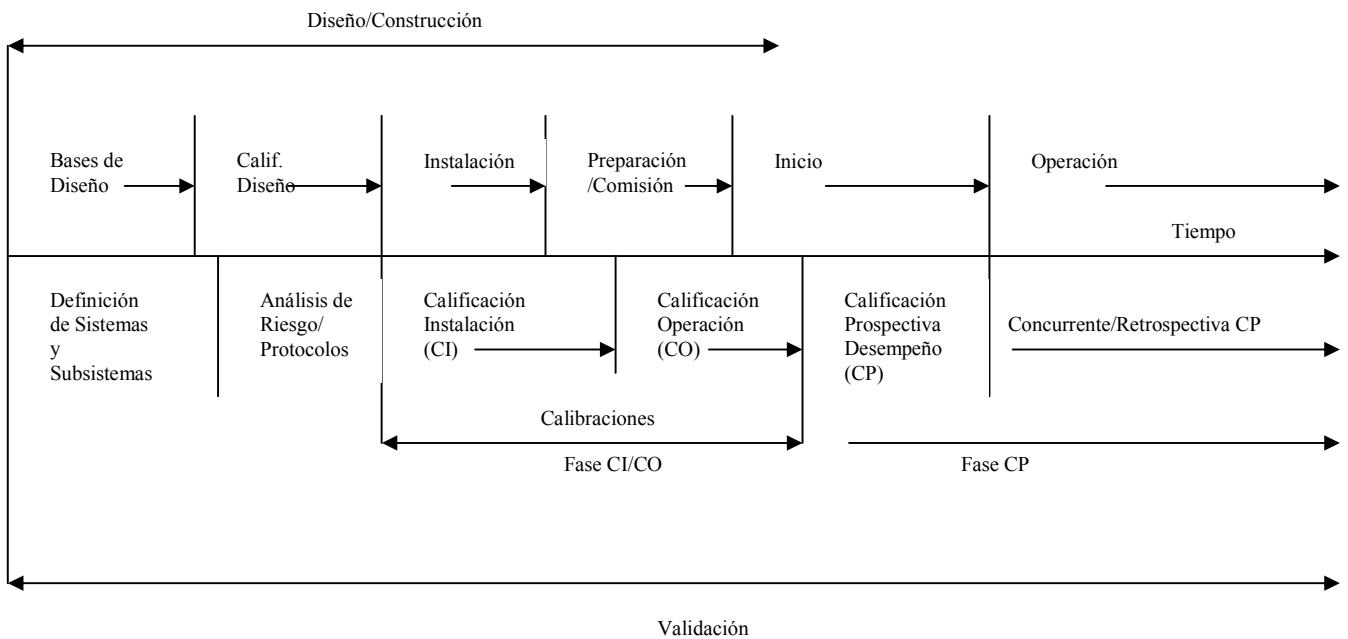 Diseño/Construcción
Bases de
Diseño
Calif.
Diseño
Instalación
Preparación
/Comisión
Inicio
Operación
Tiempo
Definición
de Sistemas
y
Subsistemas
Análisis de
Riesgo/
Protocolos
Calificación
Instalación
(CI)
Calificación
Operación
(CO)
Calificación
Prospectiva
Desempeño
(CP)
Concurrente/Retrospectiva CP
Calibraciones
Fase CI/CO
Fase CP
Validación